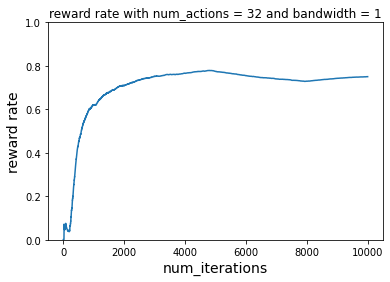 reward rate with num_actions = 32 and bandwidth = 1
1.0
0.8
0.6
0.4
0.2
0.0
reward rate
0 2000 4000 6000 8000 10000
num_iterations